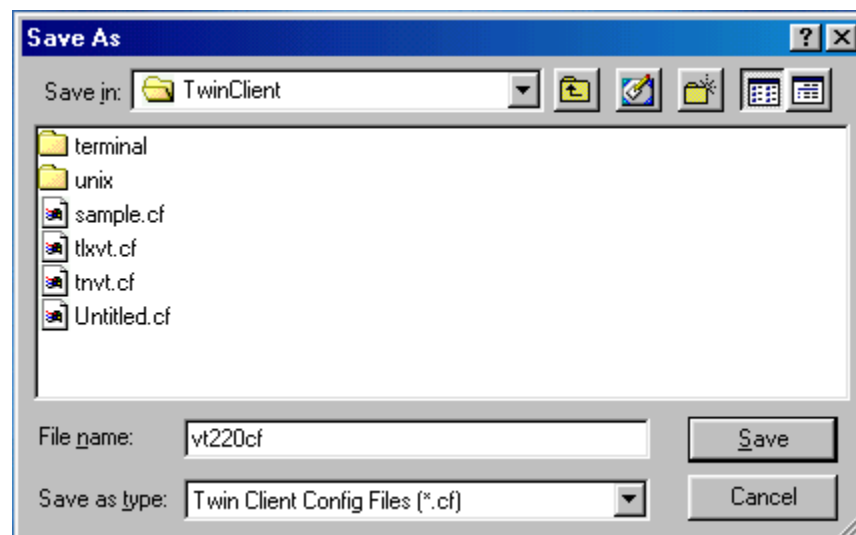 Save As
Save in: TwinClient
terminal
unix
sample.cf
tlxvt.cf
tnvt.cf
Untitled.cf
File name: vt220cf Save
Save as type: Twin Client Config Files (*.cf) Cancel